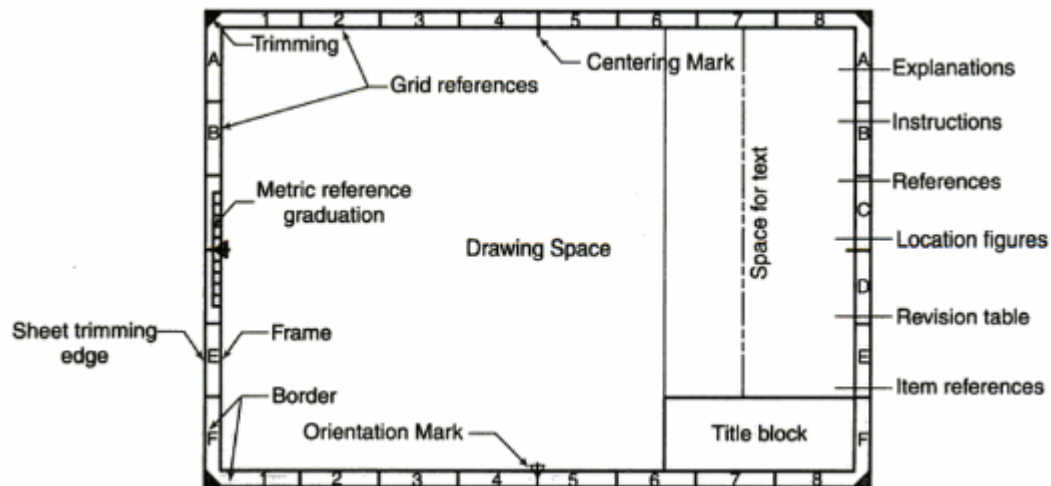 1 2 3 4 5 6 7 8
A
Trimming
Centering Mark
A
Explanations
Grid references
B
B
Instructions
Metric reference
graduation
Space for text
References
C
Drawing Space
Location figures
D
Revision table
Sheet trimming
edge
E
Frame
E
Item references
Border
F
Orientation Mark
Title block
F
1 2 3 4 5 6 7 8